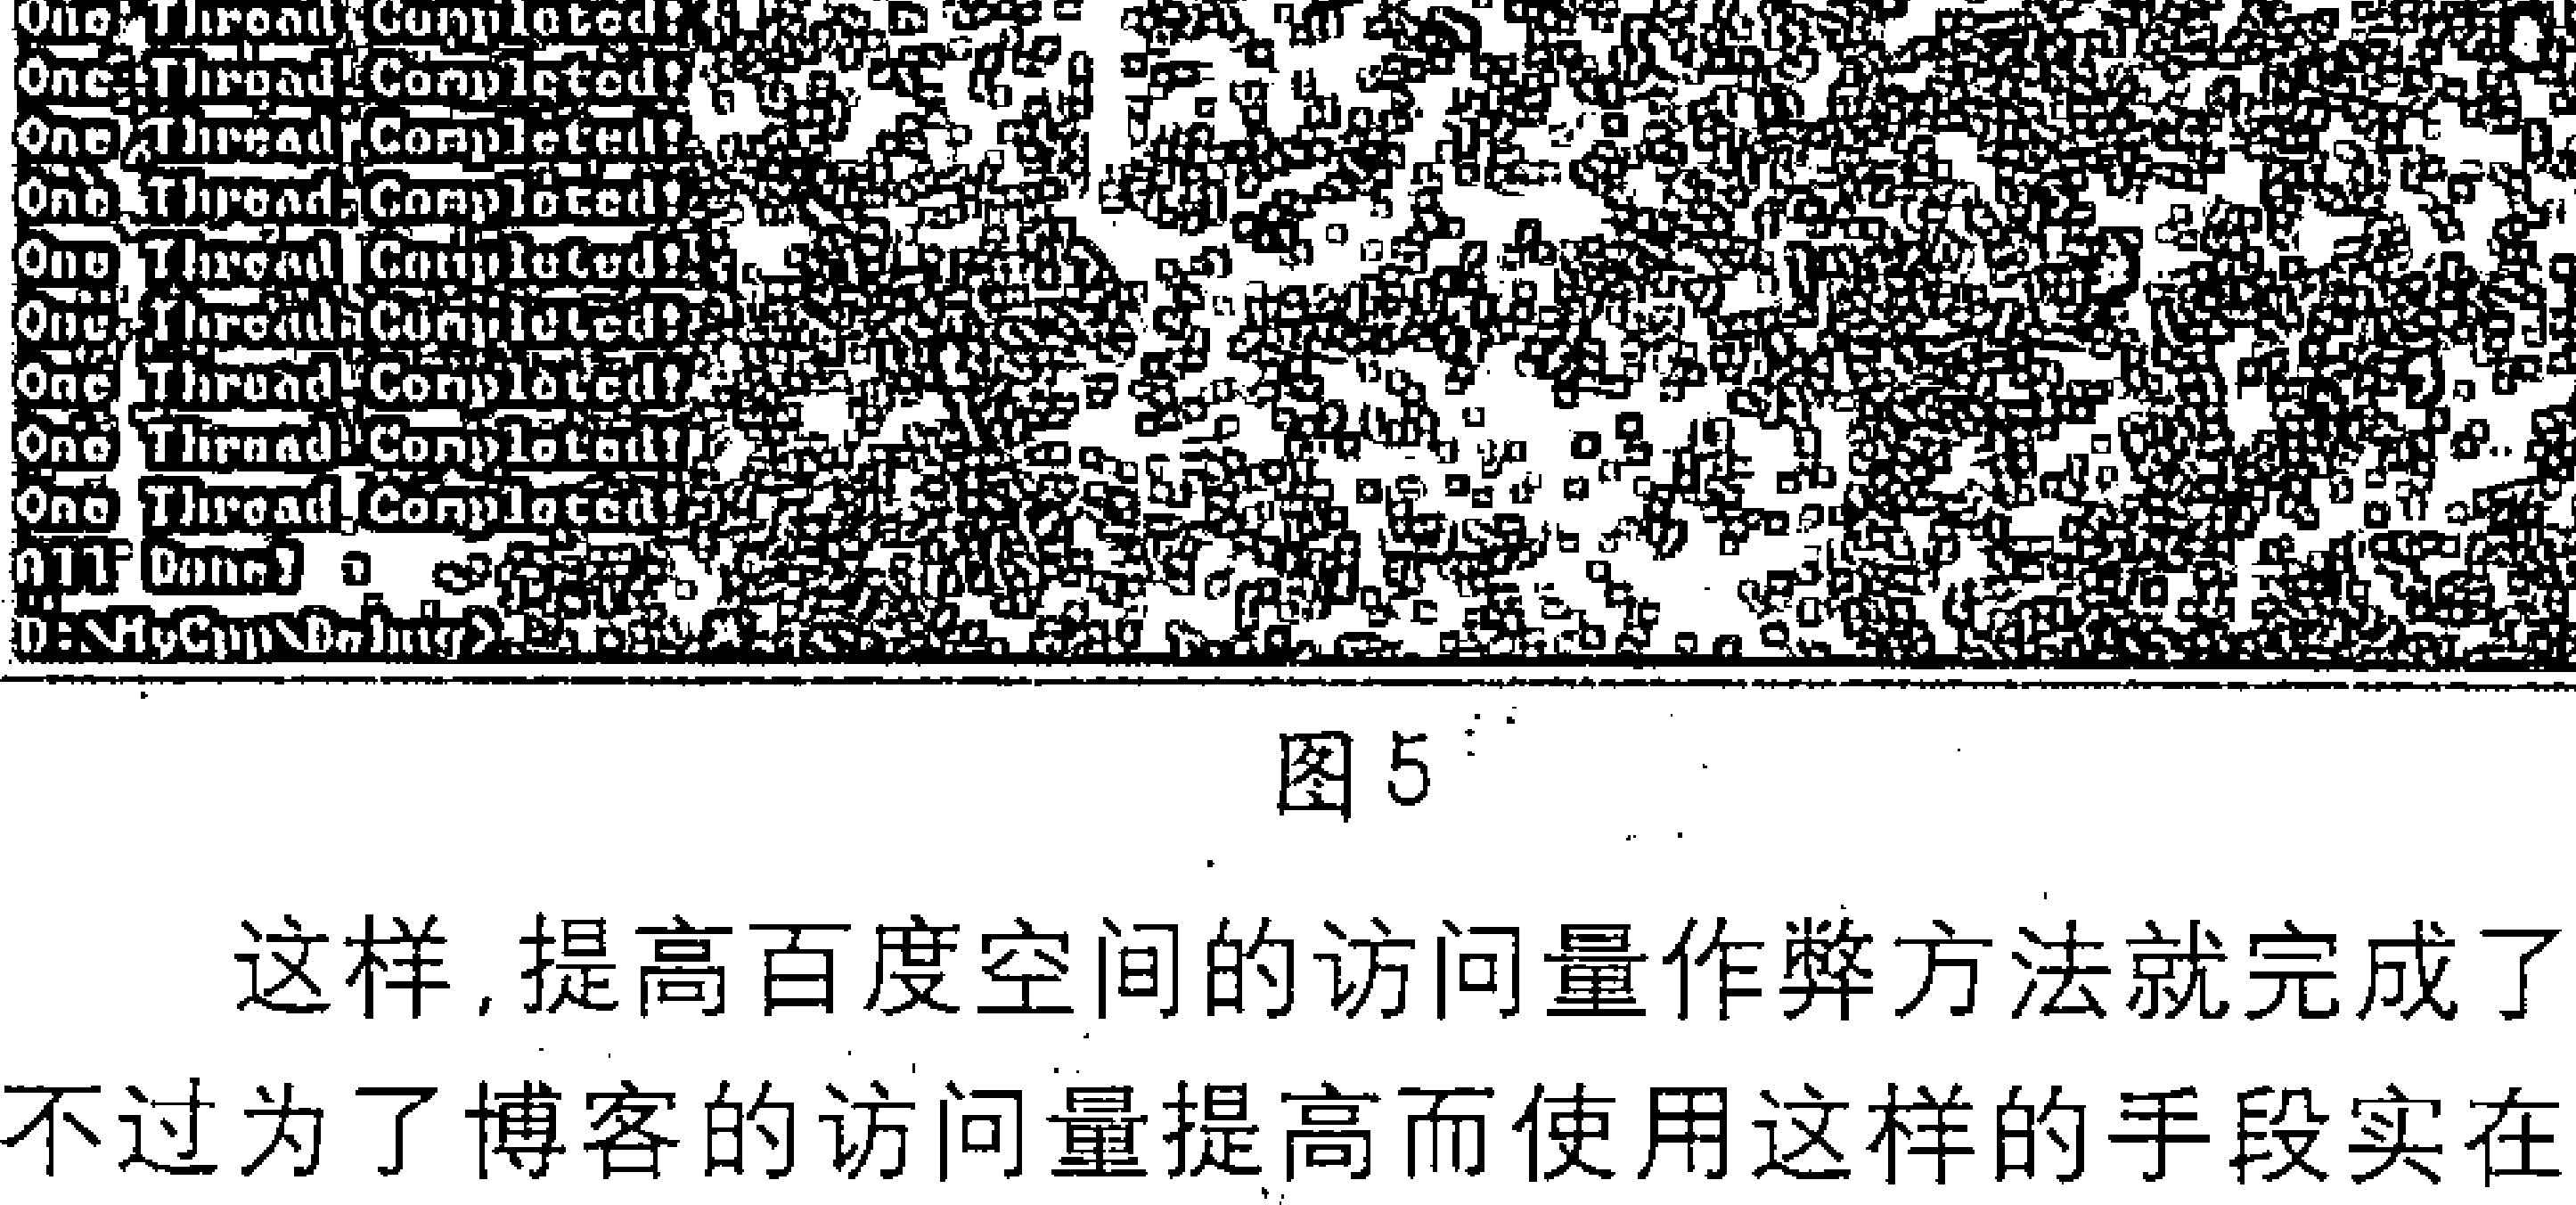 One Thread Completed!
One Thread Completed!
One Thread Completed!
One Thread Completed!
One Thread Completed!
One Thread Completed!
One Thread Completed!
One Thread Completed!
One Thread Completed!
All Done!
D:\MyCpp\Debug>
图5
这样,提高百度空间的访问量作弊方法就完成了
不过为了博客的访问量提高而使用这样的手段实在